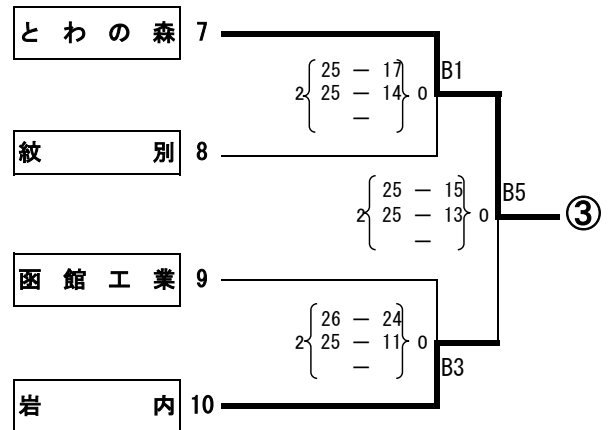 とわの森 7
2 25 － 17 0 B1
25 － 14
－
紋別 8
2 25 － 15 0 B5 ③
25 － 13
－
函館工業 9
2 26 － 24 0 B3
25 － 11
－
岩内 10